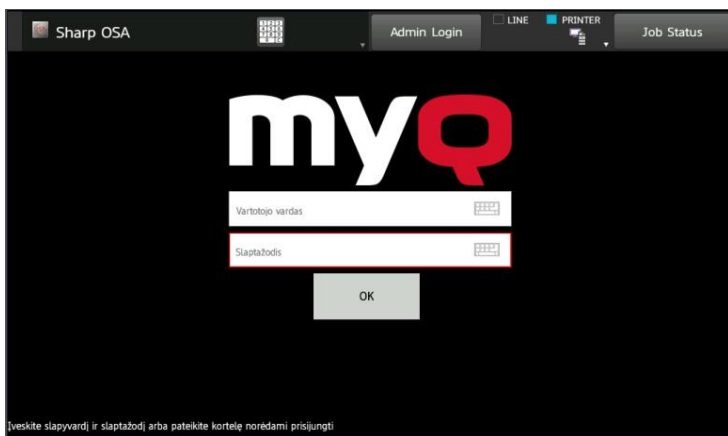 Sharp OSA
Admin Login
LINE
PRINTER
Job Status
myQ
Vartotojo vardas
Slaptažodis
OK
Įveskite slapyvardį ir slaptažodį arba pateikite kortelę norėdami prisijungti